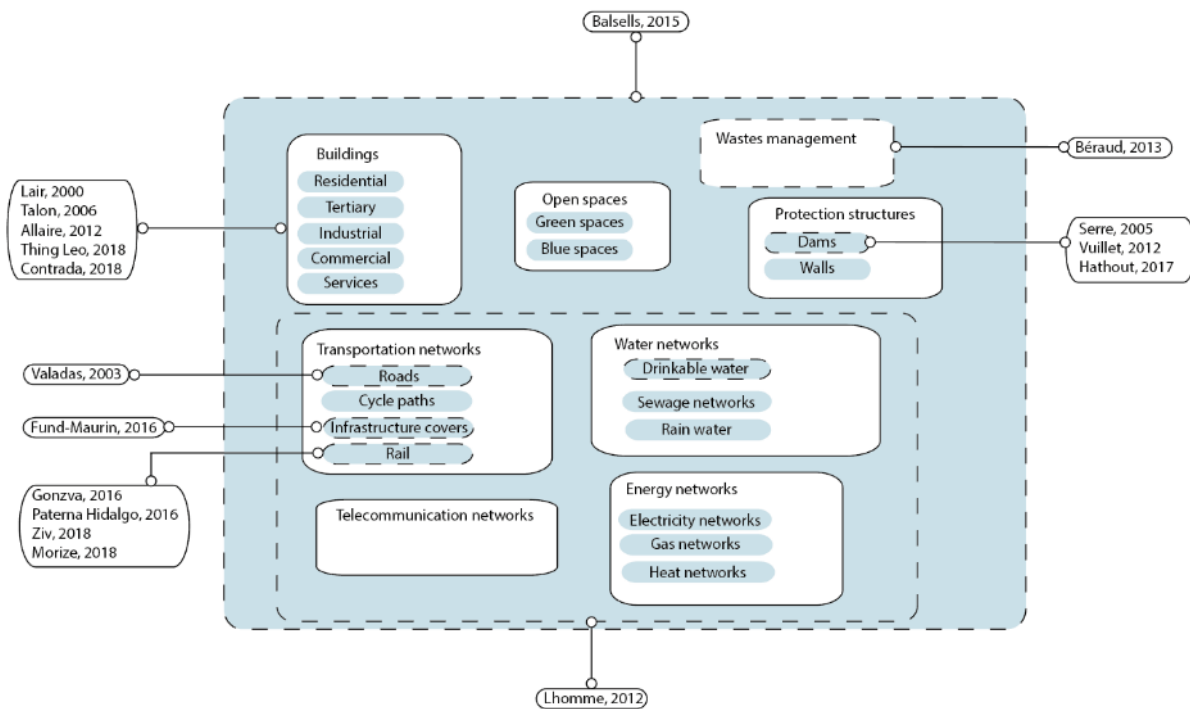 Balsells, 2015
Wastes management
Béraud, 2013
Buildings
Residential
Tertiary
Industrial
Commercial
Services
Lair, 2000
Talon, 2006
Allaire, 2012
Thing Leo, 2018
Contrada, 2018
Open spaces
Green spaces
Blue spaces
Protection structures
Dams
Walls
Serre, 2005
Vuillet, 2012
Hathout, 2017
Transportation networks
Roads
Cycle paths
Infrastructure covers
Rail
Valadas, 2003
Fund-Maurin, 2016
Gonzva, 2016
Paterna Hidalgo, 2016
Ziv, 2018
Morize, 2018
Water networks
Drinkable water
Sewage networks
Rain water
Telecommunication networks
Energy networks
Electricity networks
Gas networks
Heat networks
Lhomme, 2012